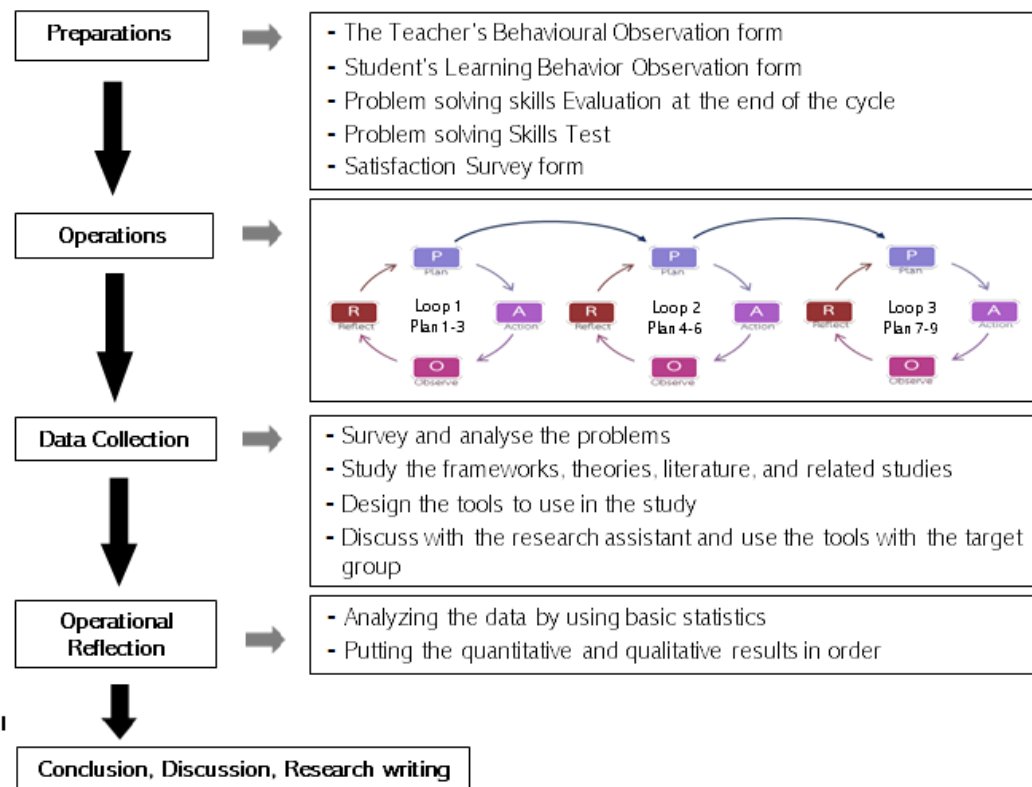 Preparations
- The Teacher's Behavioural Observation form
- Student's Learning Behavior Observation form
- Problem solving skills Evaluation at the end of the cycle
- Problem solving Skills Test
- Satisfaction Survey form
Operations
P
Plan
R
Reflect
Loop 1
Plan 1-3
A
Action
O
Observe
P
Plan
R
Reflect
Loop 2
Plan 4-6
A
Action
O
Observe
P
Plan
R
Reflect
Loop 3
Plan 7-9
A
Action
O
Observe
Data Collection
- Survey and analyse the problems
- Study the frameworks, theories, literature, and related studies
- Design the tools to use in the study
- Discuss with the research assistant and use the tools with the target
group
Operational
Reflection
- Analyzing the data by using basic statistics
- Putting the quantitative and qualitative results in order
Conclusion, Discussion, Research writing